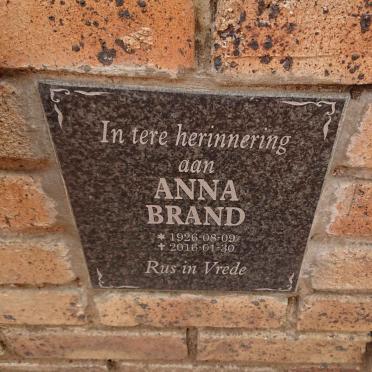 In tere herinnering
aan
ANNA
BRAND
* 1926-08-09
✝ 2016-01-30
Rus in Vrede